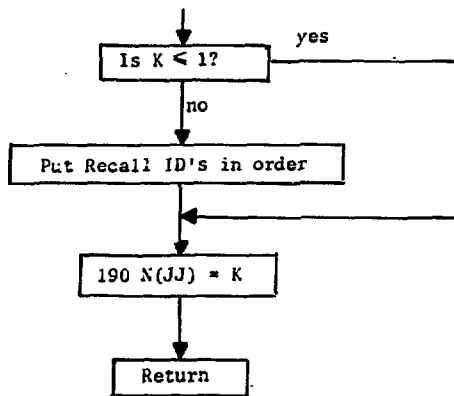 yes
Is K ≤ 1?
no
Put Recall ID's in order
190 N(JJ) = K
Return